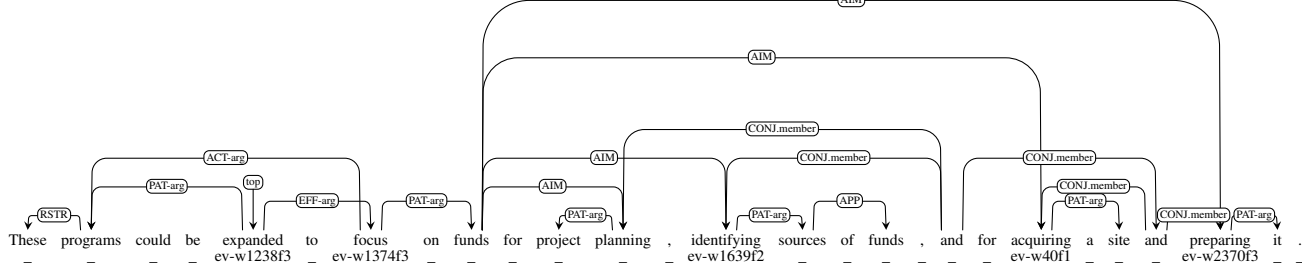 AIM
AIM
CONJ.member
ACT-arg AIM CONJ.member CONJ.member
PAT-arg top AIM CONJ.member
EFF-arg PAT-arg APP PAT-arg
RSTR PAT-arg PAT-arg CONJ.member PAT-arg
These programs could be expanded to focus on funds for project planning , identifying sources of funds , and for acquiring a site and preparing it .
_ _ _ _ ev-w1238f3 _ ev-w1374f3 _ _ _ _ _ _ ev-w1639f2 _ _ _ _ _ _ ev-w40f1 _ _ _ ev-w2370f3 _ _